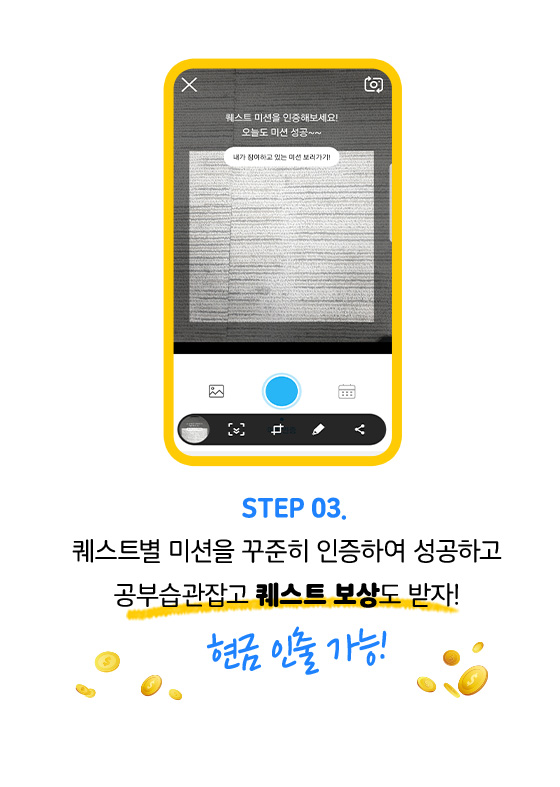 퀘스트 미션을 인증해보세요!
오늘도 미션 성공~~
내가 참여하고 있는 미션 보러가기!
STEP 03.
퀘스트별 미션을 꾸준히 인증하여 성공하고
공부습관잡고 퀘스트 보상도 받자!
현금 인출 가능!